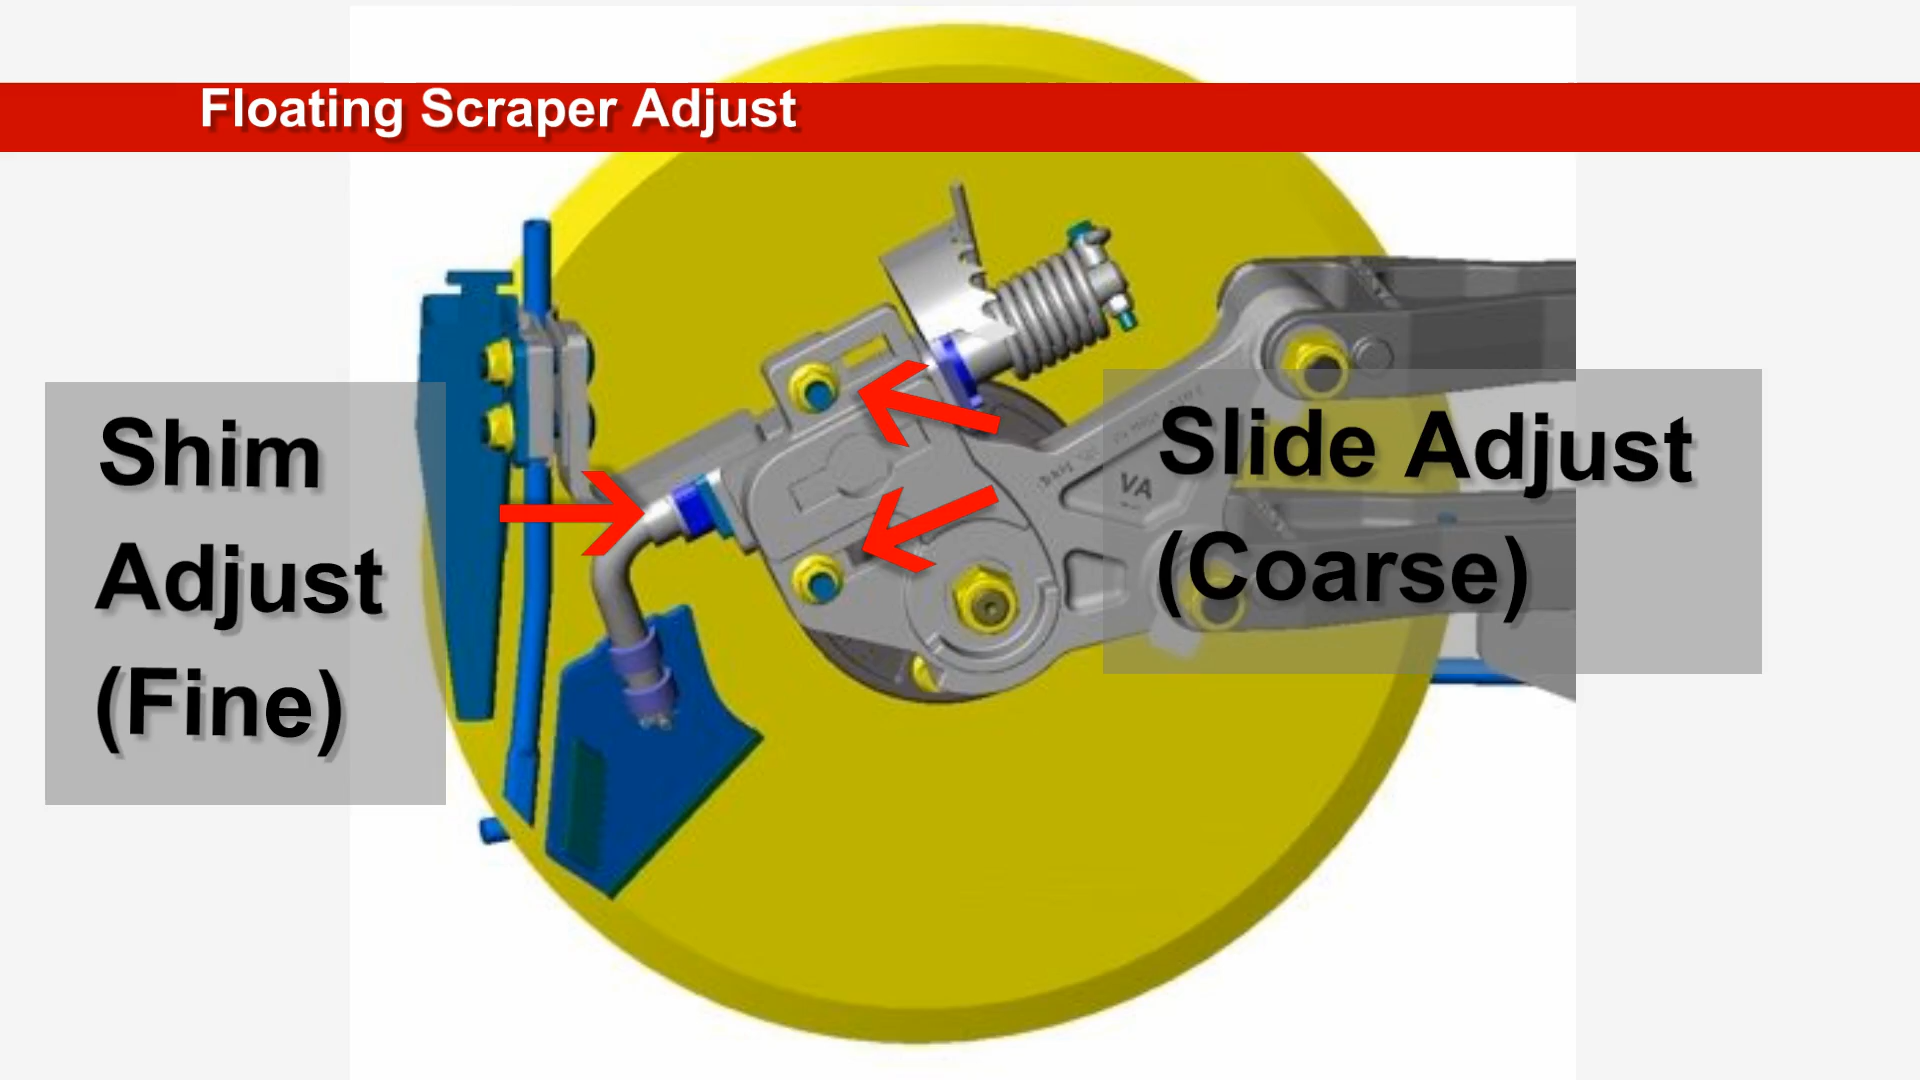 Floating Scraper Adjust
Shim
Adjust
(Fine)
Slide Adjust
(Coarse)
VA